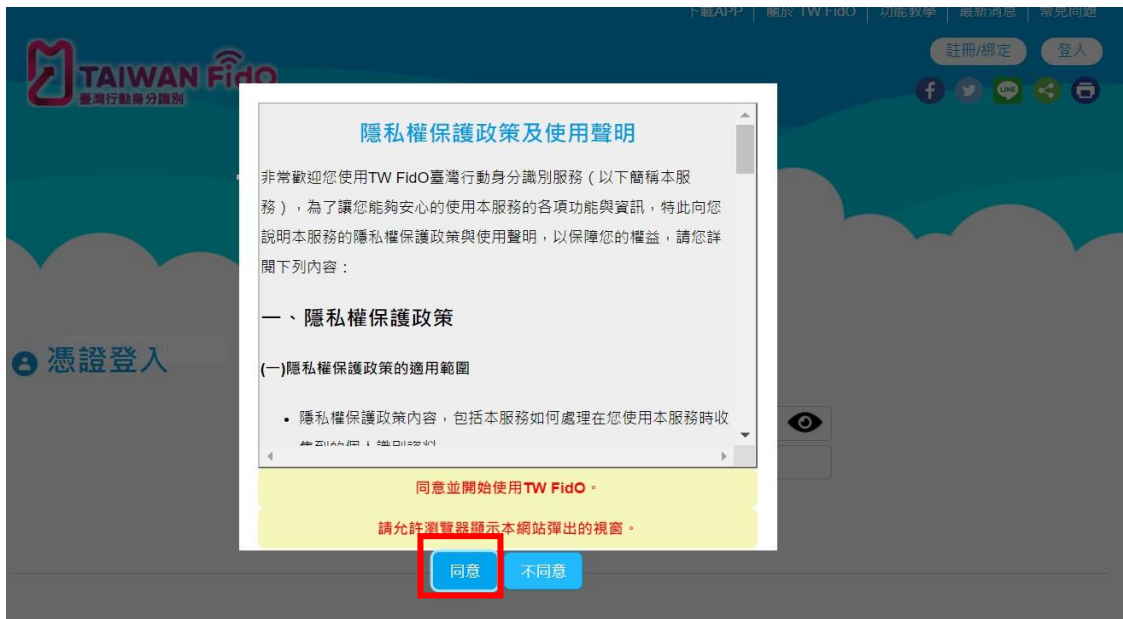 下載APP | 關於 TW FidO | 功能教學 | 最新消息 | 常見問題
註冊/綁定 登入
TAIWAN FidO
臺灣行動身分識別
LINE
隱私權保護政策及使用聲明
非常歡迎您使用TW FidO臺灣行動身分識別服務（以下簡稱本服
務），為了讓您能夠安心的使用本服務的各項功能與資訊，特此向您
說明本服務的隱私權保護政策與使用聲明，以保障您的權益，請您詳
閱下列內容：
一、隱私權保護政策
(一)隱私權保護政策的適用範圍
憑證登入
• 隱私權保護政策內容，包括本服務如何處理在您使用本服務時收
集到的個人識別資料
同意並開始使用TW FidO。
請允許瀏覽器顯示本網站彈出的視窗。
同意 不同意